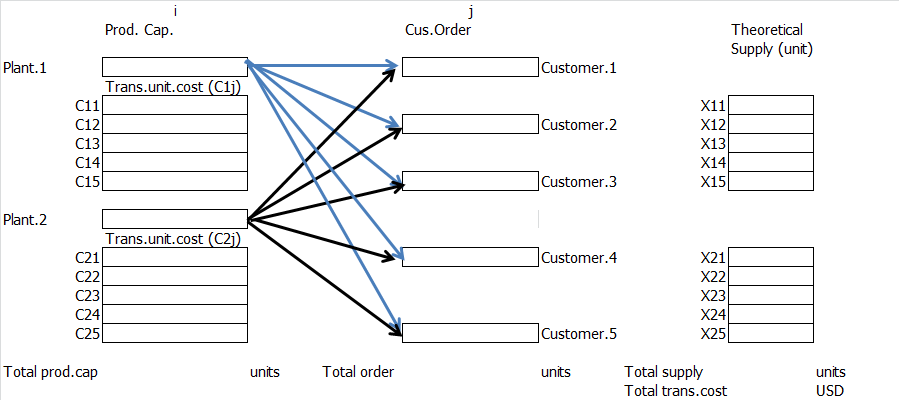 i j
Prod. Cap. Cus.Order Theoretical
Supply (unit)
Plant.1 Customer.1
Trans.unit.cost (C1j)
C11 X11
C12 Customer.2 X12
C13 X13
C14 X14
C15 Customer.3 X15
Plant.2
Trans.unit.cost (C2j)
C21 Customer.4 X21
C22 X22
C23 X23
C24 X24
C25 Customer.5 X25
Total prod.cap units Total order units Total supply units
Total trans.cost USD